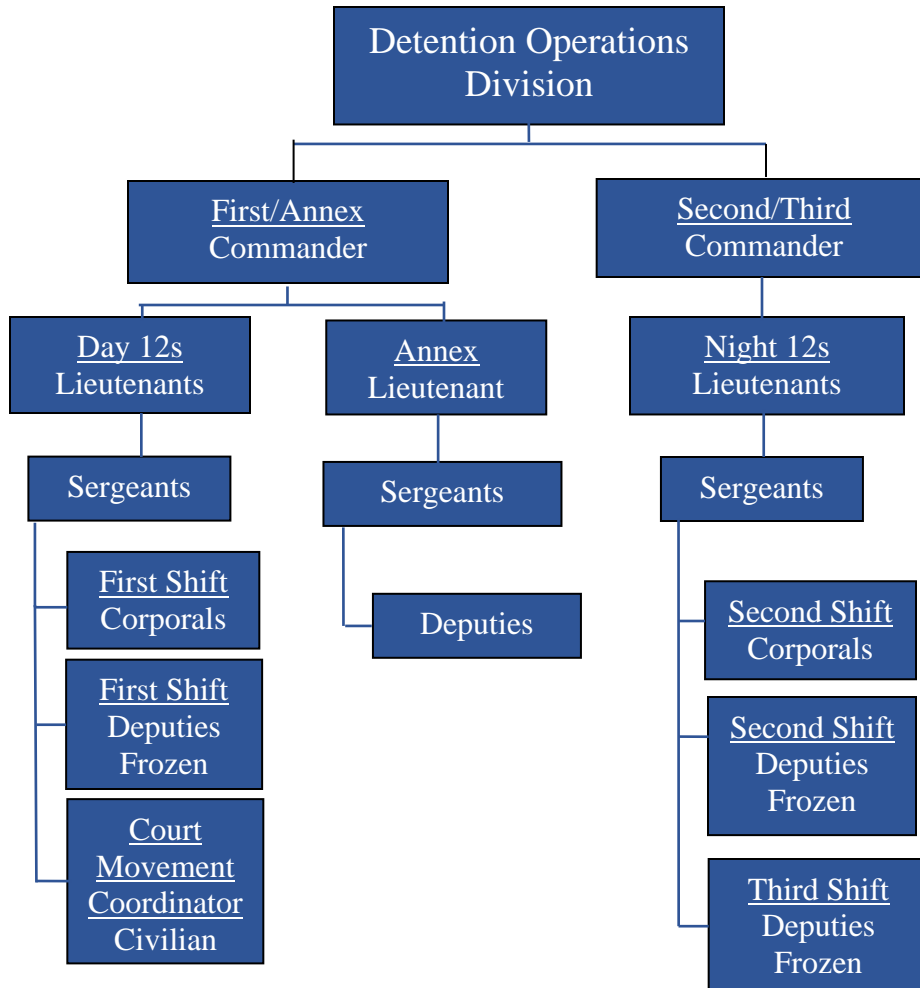 Detention Operations
Division
First/Annex
Commander
Second/Third
Commander
Day 12s
Lieutenants
Annex
Lieutenant
Night 12s
Lieutenants
Sergeants
Sergeants
Sergeants
First Shift
Corporals
Deputies
Second Shift
Corporals
First Shift
Deputies
Frozen
Second Shift
Deputies
Frozen
Court
Movement
Coordinator
Civilian
Third Shift
Deputies
Frozen